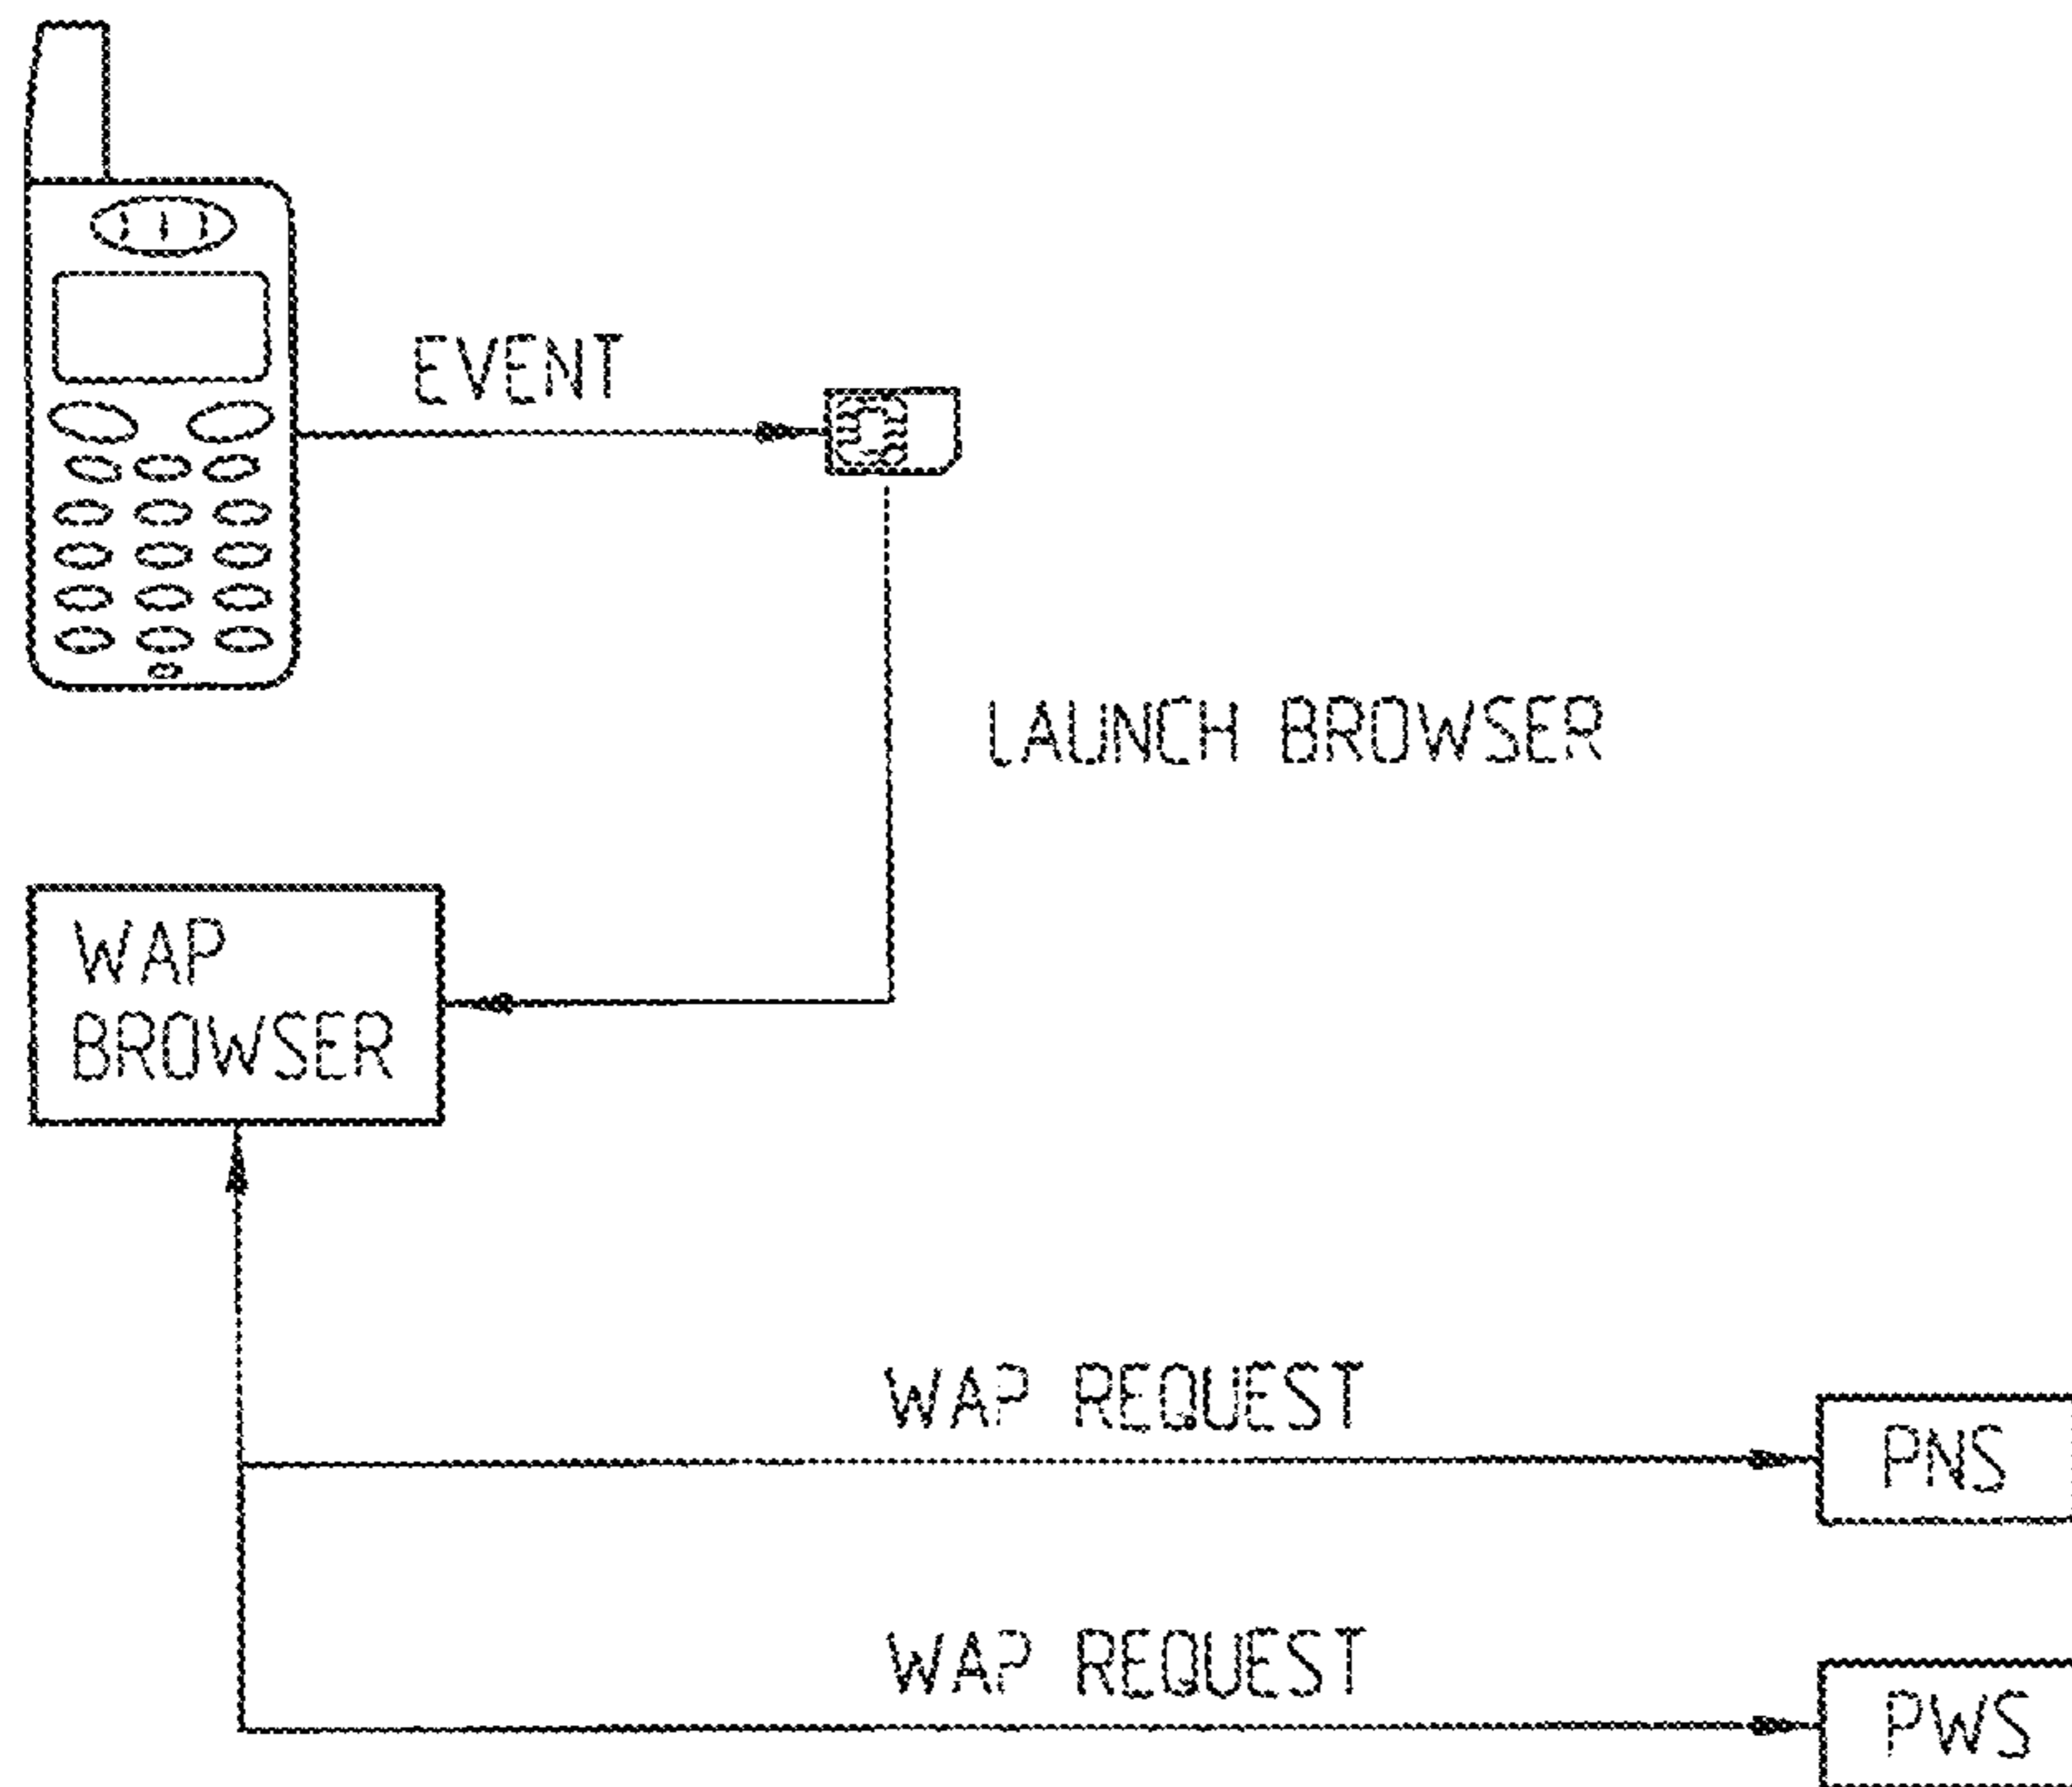 EVENT
LAUNCH BROWSER
WAP
BROWSER
WAP REQUEST
PNS
WAP REQUEST
PWS